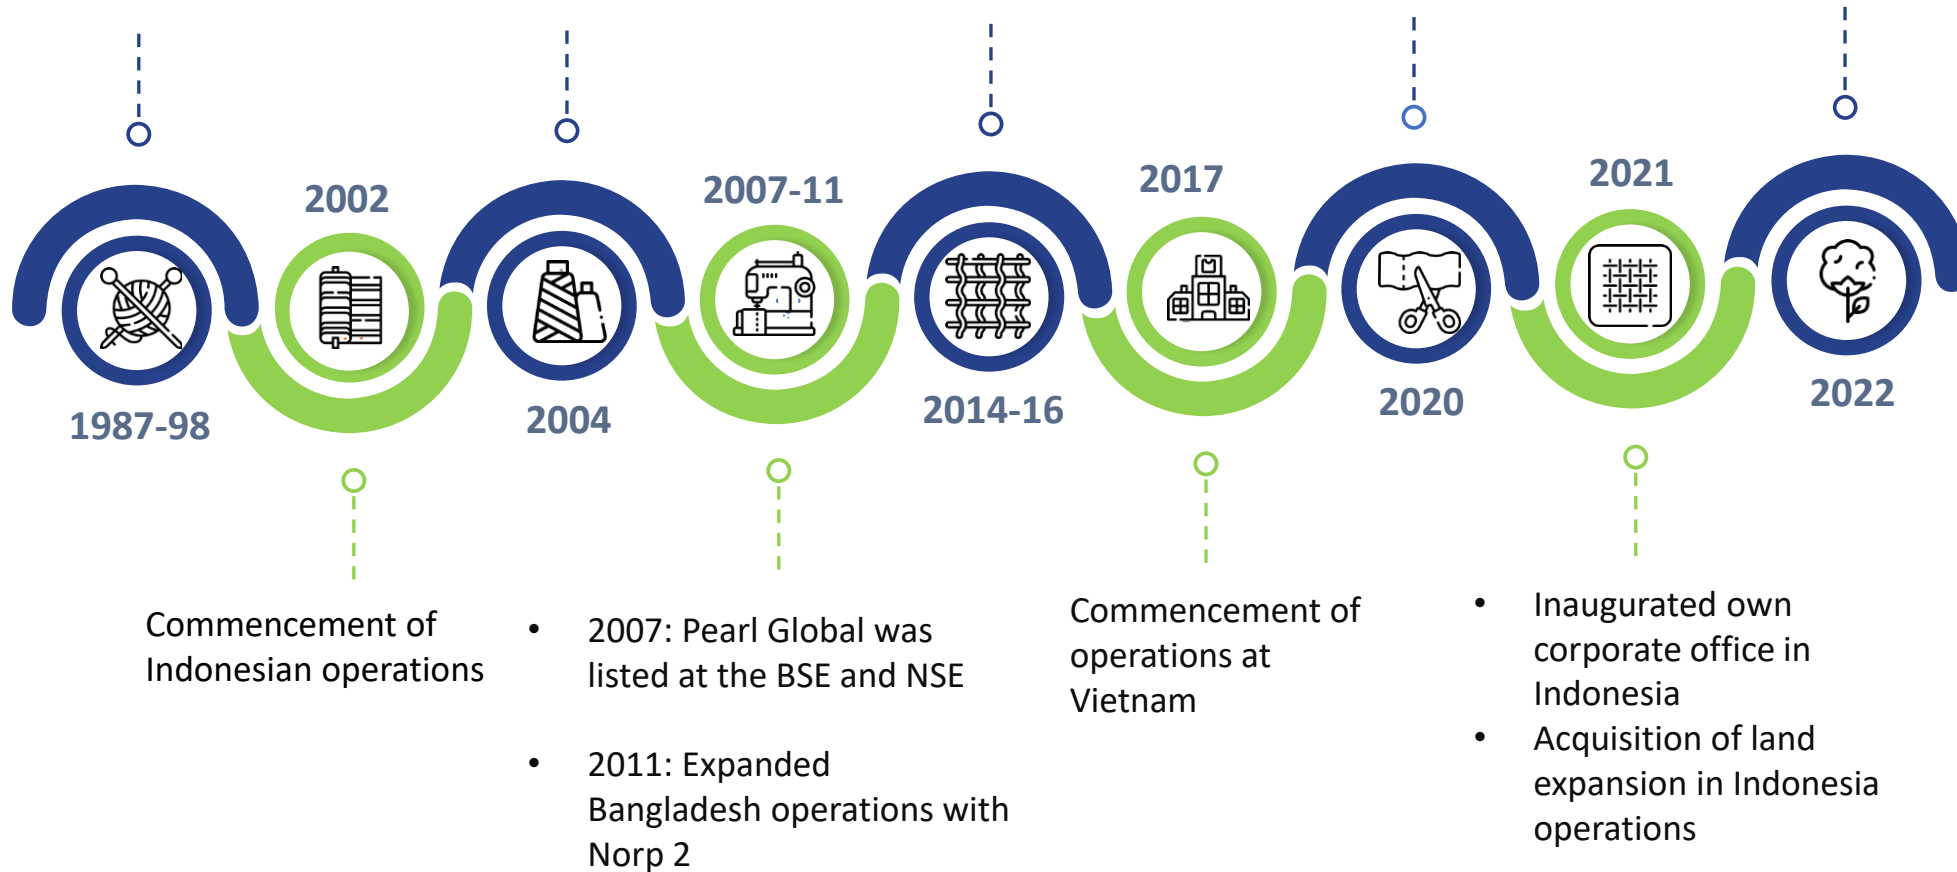 2002
2007-11
2017
2021
1987-98
2004
2014-16
2020
2022
Commencement of
Indonesian operations
• 2007: Pearl Global was
listed at the BSE and NSE
• 2011: Expanded
Bangladesh operations with
Norp 2
Commencement of
operations at
Vietnam
• Inaugurated own
corporate office in
Indonesia
• Acquisition of land
expansion in Indonesia
operations